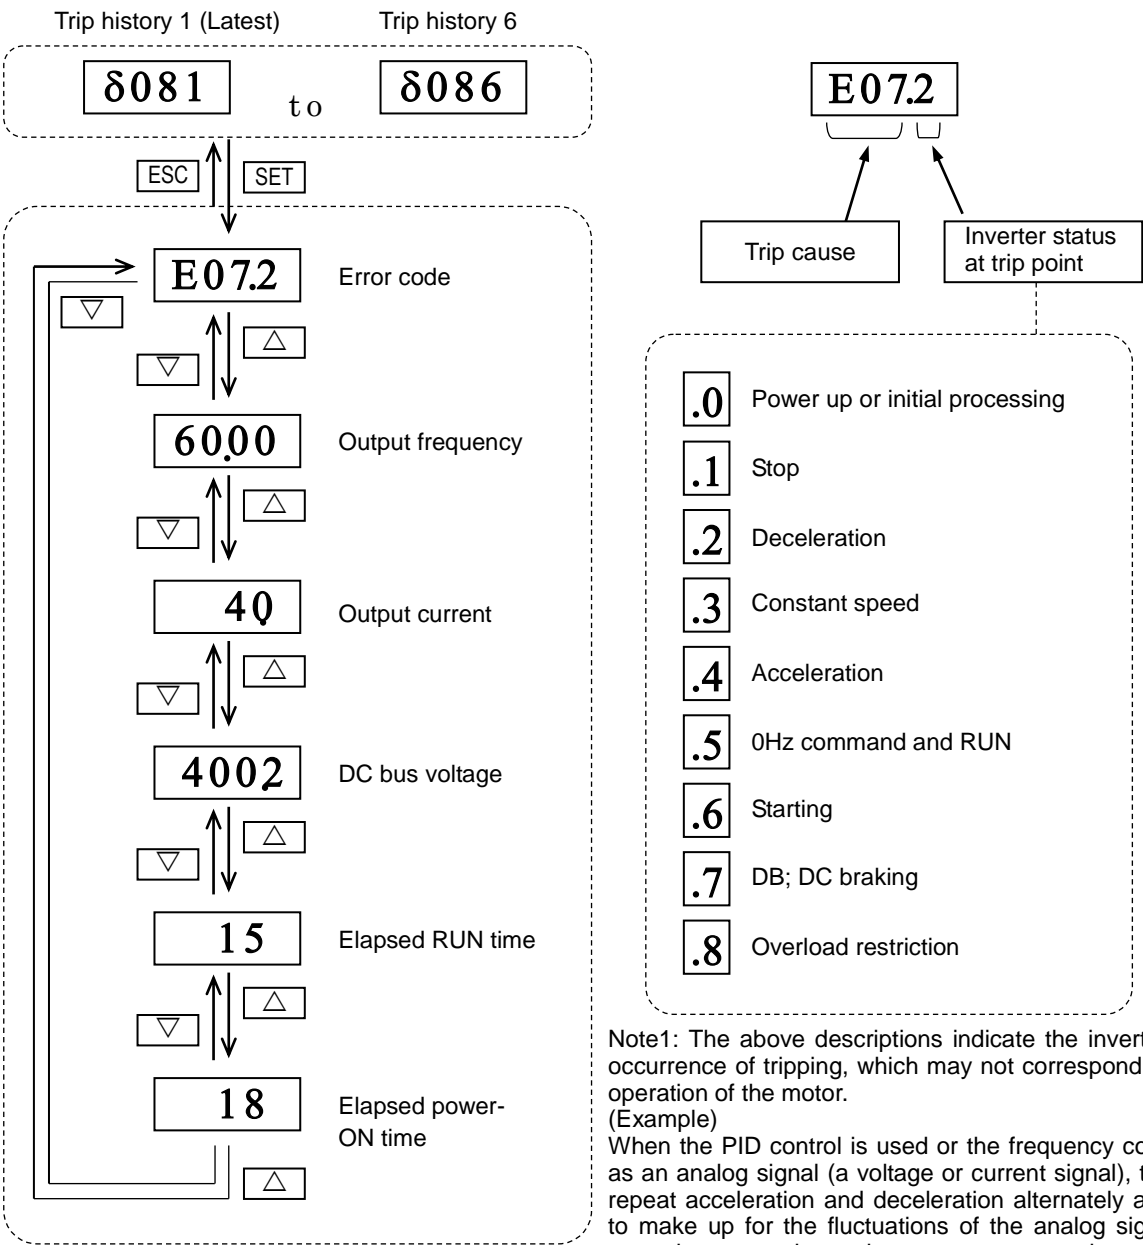 Trip history 1 (Latest) Trip history 6
δ081 to δ086
ESC SET
E07.2 Error code
60.00 Output frequency
4.0 Output current
400.2 DC bus voltage
15 Elapsed RUN time
18 Elapsed power-
ON time
E07.2
Trip cause
Inverter status
at trip point
.0 Power up or initial processing
.1 Stop
.2 Deceleration
.3 Constant speed
.4 Acceleration
.5 0Hz command and RUN
.6 Starting
.7 DB; DC braking
.8 Overload restriction
Note1: The above descriptions indicate the
occurrence of tripping, which may not correspond
operation of the motor.
(Example)
When the PID control is used or the frequency
as an analog signal (a voltage or current signal),
repeat acceleration and deceleration alternately
to make up for the fluctuations of the analog